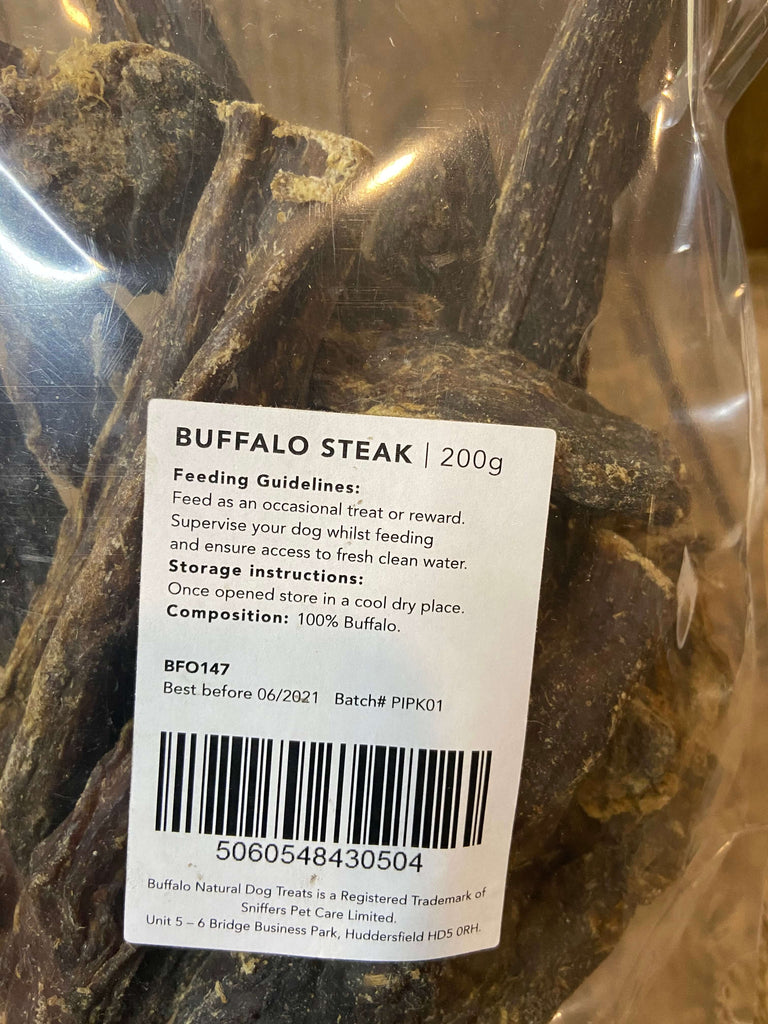 BUFFALO STEAK | 200g
Feeding Guidelines:
Feed as an occasional treat or reward.
Supervise your dog whilst feeding
and ensure access to fresh clean water.
Storage instructions:
Once opened store in a cool dry place.
Composition: 100% Buffalo.
BFO147
Best before 06/2021 Batch# PIPK01
5060548430504
Buffalo Natural Dog Treats is a Registered Trademark of
Sniffers Pet Care Limited.
Unit 5 – 6 Bridge Business Park, Huddersfield HD5 0RH.